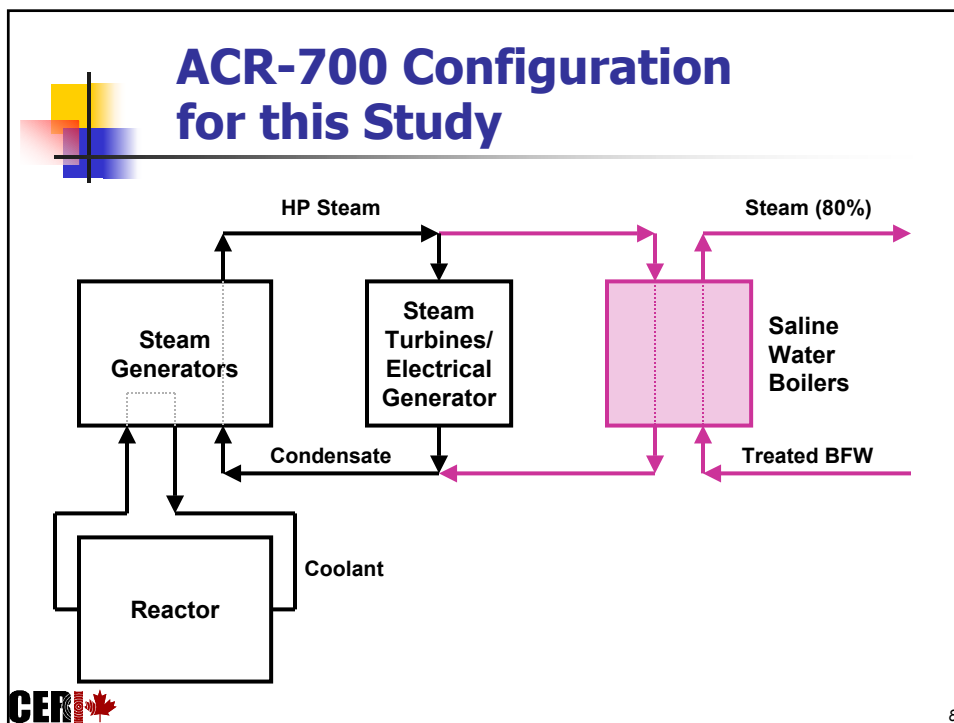 ACR-700 Configuration
for this Study
HP Steam
Steam (80%)
Steam
Generators
Steam
Turbines/
Electrical
Generator
Saline
Water
Boilers
Condensate
Treated BFW
Coolant
Reactor
CERI
8